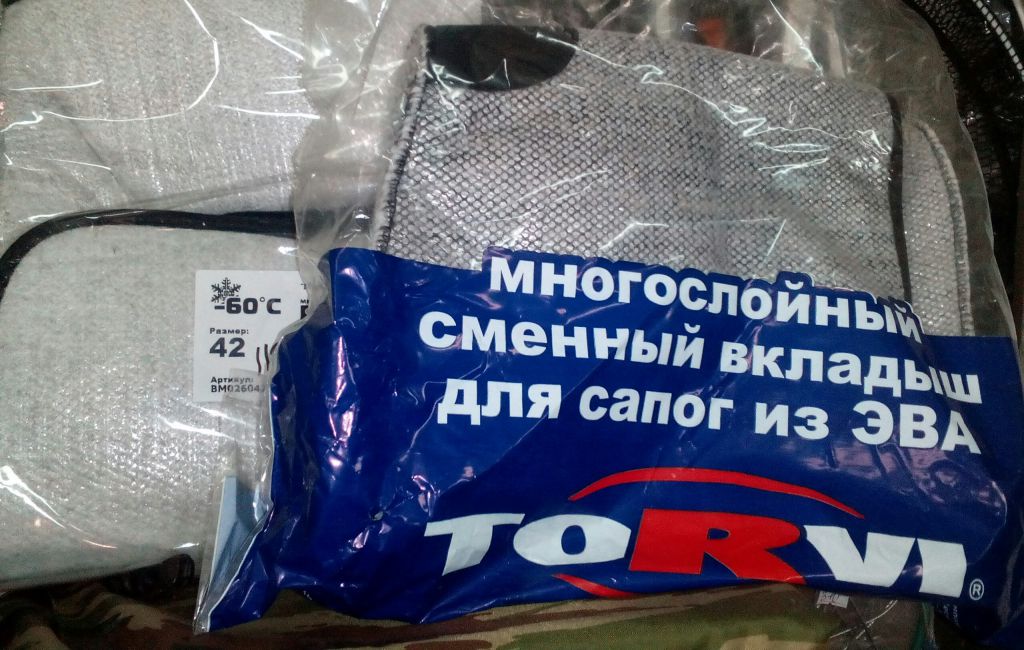 -60°C
Размер:
42
Артикул:
многослойный
сменный вкладыш
для сапог из ЭВА
TORVI®